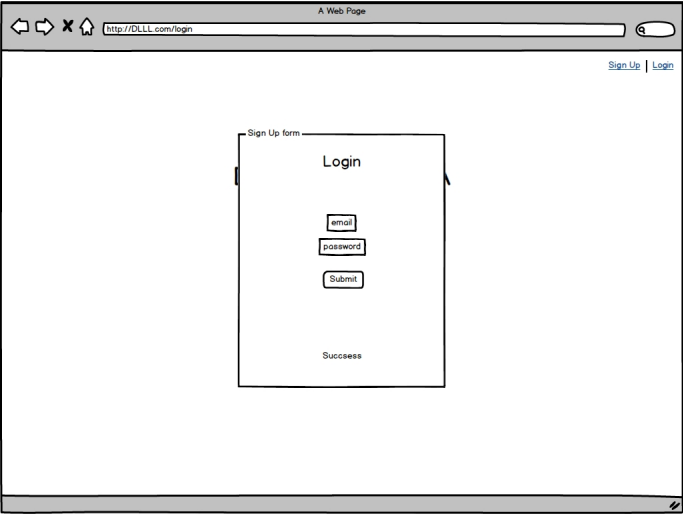 A Web Page
http://DLLL.com/login
Sign Up | Login
Sign Up form
Login
email
password
Submit
Succsess